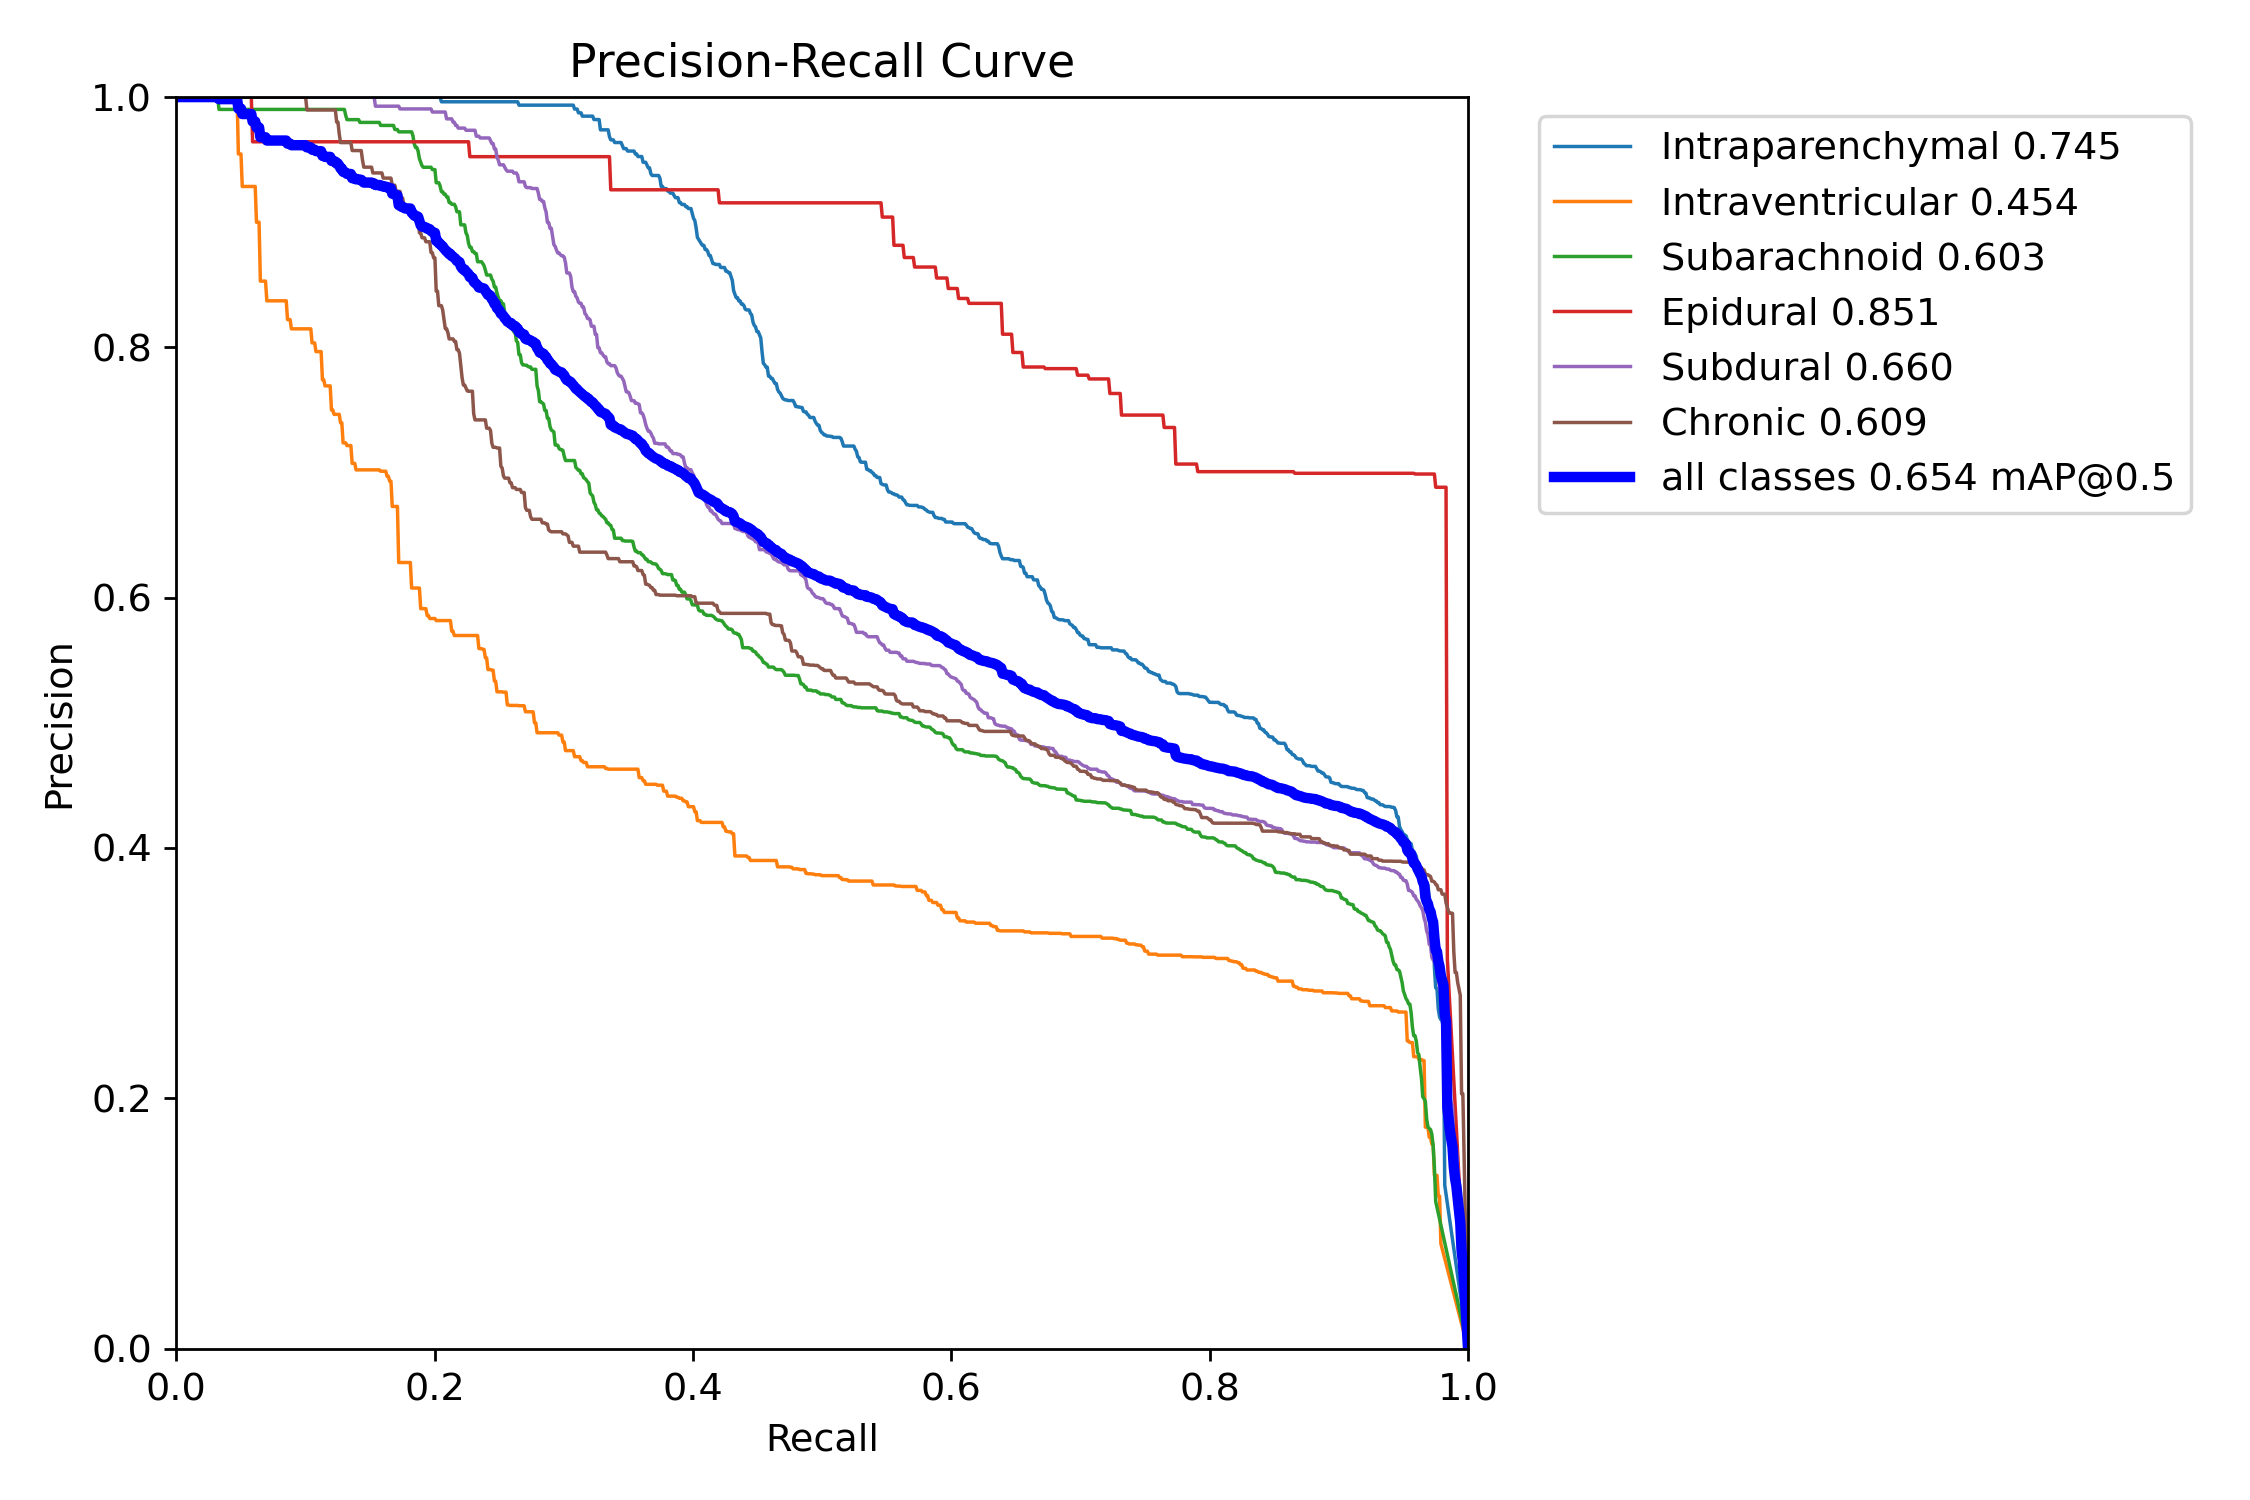 Precision-Recall Curve
1.0
0.8
0.6
0.4
0.2
0.0
Precision
0.0 0.2 0.4 0.6 0.8 1.0
Recall
Intraparenchymal 0.745
Intraventricular 0.454
Subarachnoid 0.603
Epidural 0.851
Subdural 0.660
Chronic 0.609
all classes 0.654 mAP@0.5